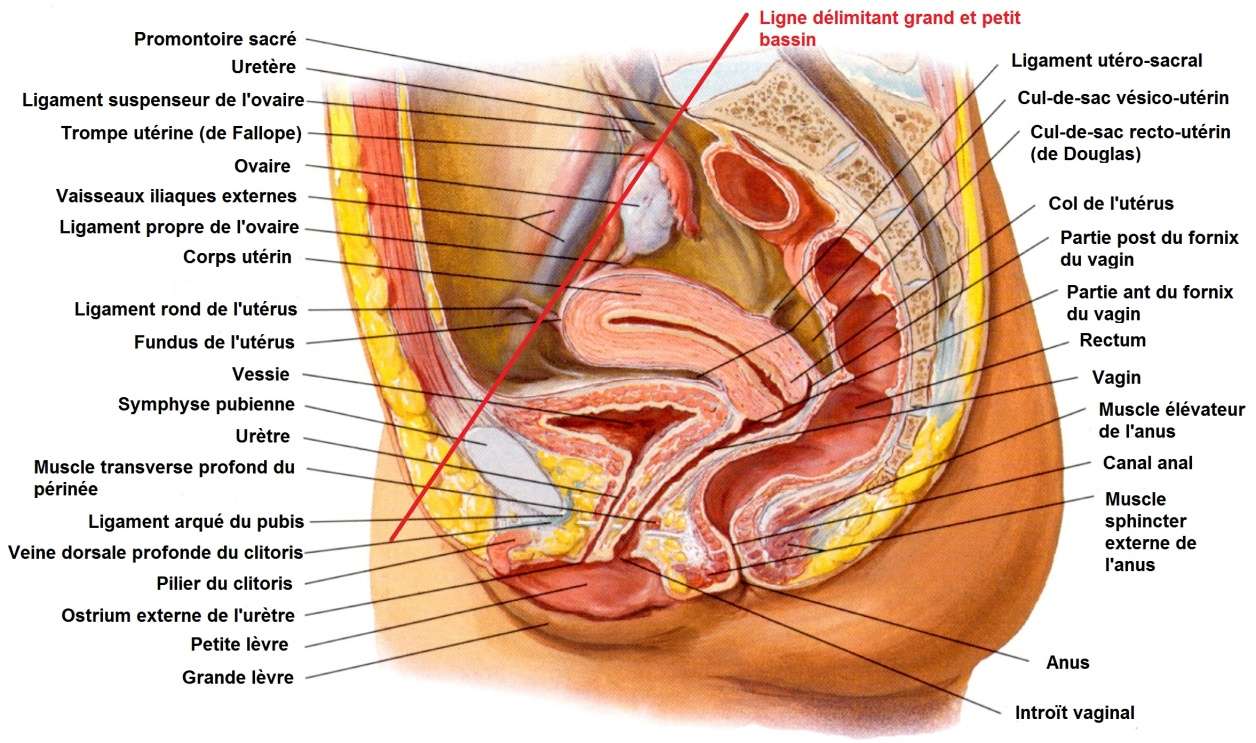 Ligne délimitant grand et petit
bassin
Promontoire sacré
Uretère
Ligament suspenseur de l'ovaire
Trompe utérine (de Fallope)
Ovaire
Vaisseaux iliaques externes
Ligament propre de l'ovaire
Corps utérin
Ligament rond de l'utérus
Fundus de l'utérus
Vessie
Symphyse pubienne
Urètre
Muscle transverse profond du
périnée
Ligament arqué du pubis
Veine dorsale profonde du clitoris
Pilier du clitoris
Ostrium externe de l'urètre
Petite lèvre
Grande lèvre
Ligament utéro-sacral
Cul-de-sac vésico-utérin
Cul-de-sac recto-utérin
(de Douglas)
Col de l'utérus
Partie post du fornix
du vagin
Partie ant du fornix
du vagin
Rectum
Vagin
Muscle élévateur
de l'anus
Canal anal
Muscle
sphincter
externe de
l'anus
Anus
Introït vaginal